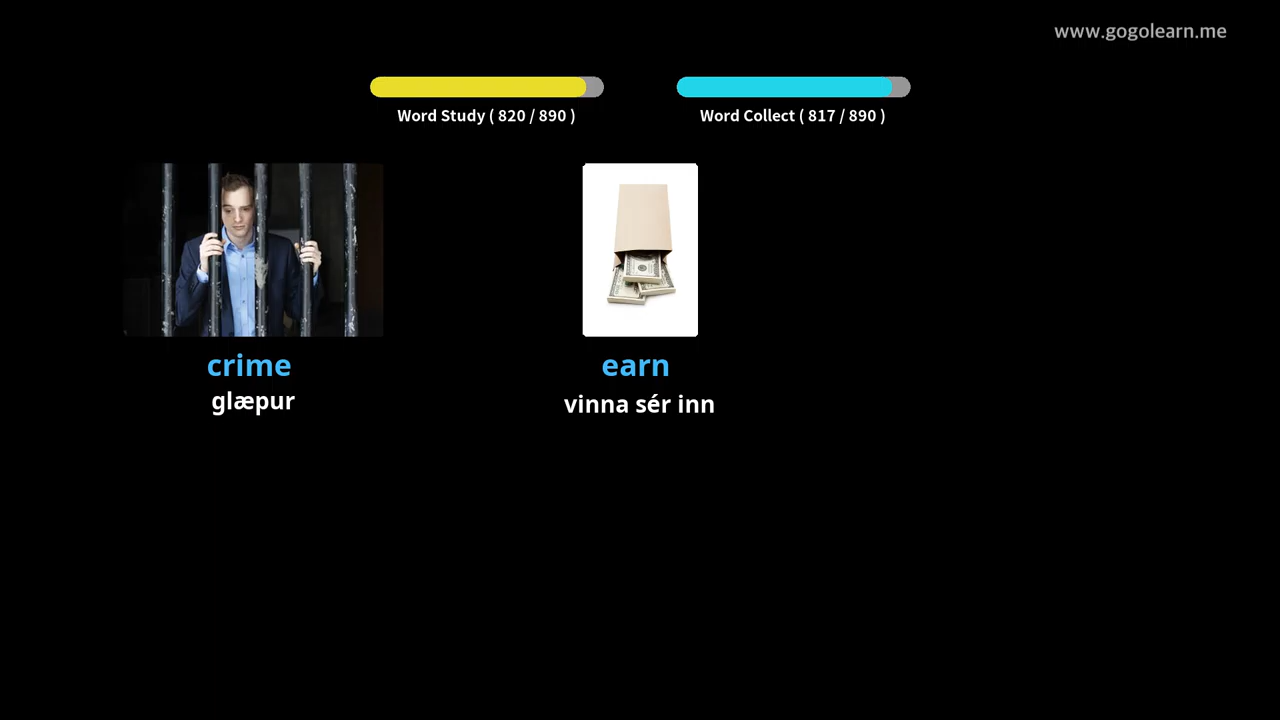 www.gogolearn.me
Word Study ( 820 / 890 )
Word Collect ( 817 / 890 )
crime
glæpur
earn
vinna sér inn